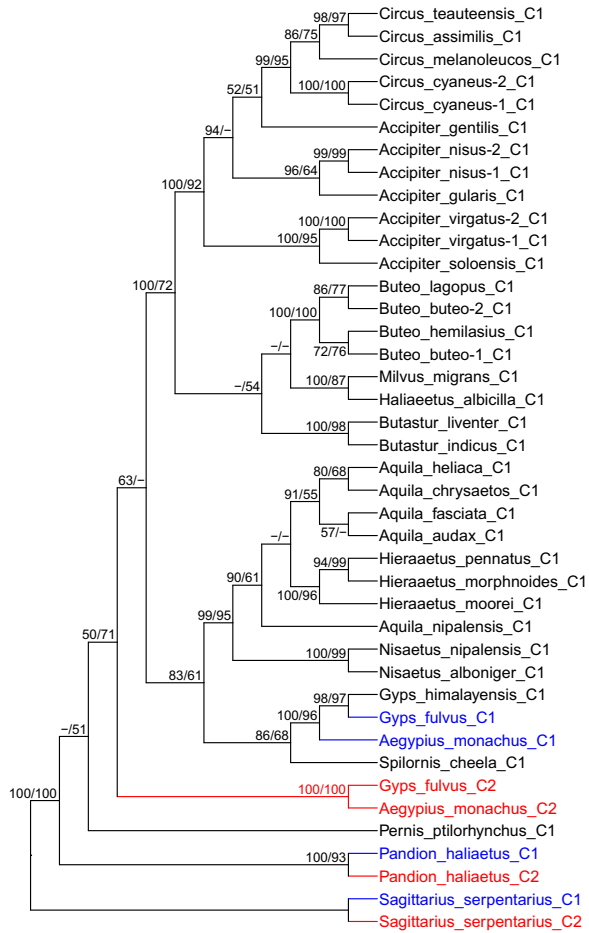 98/97
Circus_teauteensis_C1
86/75
Circus_assimilis_C1
99/95
Circus_melanoleucos_C1
52/51
100/100
Circus_cyaneus-2_C1
Circus_cyaneus-1_C1
94/–
Accipiter_gentilis_C1
99/99
Accipiter_nisus-2_C1
96/64
Accipiter_nisus-1_C1
100/92
Accipiter_gularis_C1
100/100
Accipiter_virgatus-2_C1
100/95
Accipiter_virgatus-1_C1
Accipiter_soloensis_C1
100/72
86/77
Buteo_lagopus_C1
100/100
Buteo_buteo-2_C1
Buteo_hemilasius_C1
–/–
72/76
Buteo_buteo-1_C1
–/54
100/87
Milvus_migrans_C1
Haliaeetus_albicilla_C1
100/98
Butastur_liventer_C1
Butastur_indicus_C1
63/–
80/68
Aquila_heliaca_C1
91/55
Aquila_chrysaetos_C1
Aquila_fasciata_C1
–/–
57/–
Aquila_audax_C1
94/99
Hieraaetus_pennatus_C1
90/61
Hieraaetus_morphnoides_C1
100/96
Hieraaetus_moorei_C1
99/95
Aquila_nipalensis_C1
50/71
100/99
Nisaetus_nipalensis_C1
83/61
Nisaetus_alboniger_C1
98/97
Gyps_himalayensis_C1
100/96
Gyps_fulvus_C1
–/51
86/68
Aegypius_monachus_C1
Spilornis_cheela_C1
100/100
Gyps_fulvus_C2
100/100
Aegypius_monachus_C2
Pernis_ptilorhynchus_C1
100/93
Pandion_haliaetus_C1
Pandion_haliaetus_C2
Sagittarius_serpentarius_C1
Sagittarius_serpentarius_C2